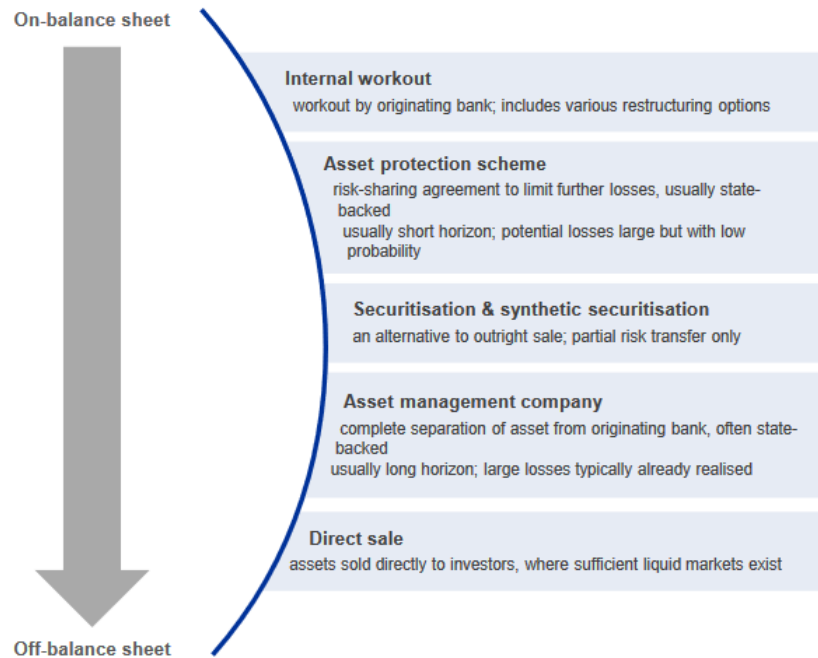 On-balance sheet
Internal workout
workout by originating bank; includes various restructuring options
Asset protection scheme
risk-sharing agreement to limit further losses, usually state-
backed
usually short horizon; potential losses large but with low
probability
Securitisation & synthetic securitisation
an alternative to outright sale; partial risk transfer only
Asset management company
complete separation of asset from originating bank, often state-
backed
usually long horizon; large losses typically already realised
Direct sale
assets sold directly to investors, where sufficient liquid markets exist
Off-balance sheet